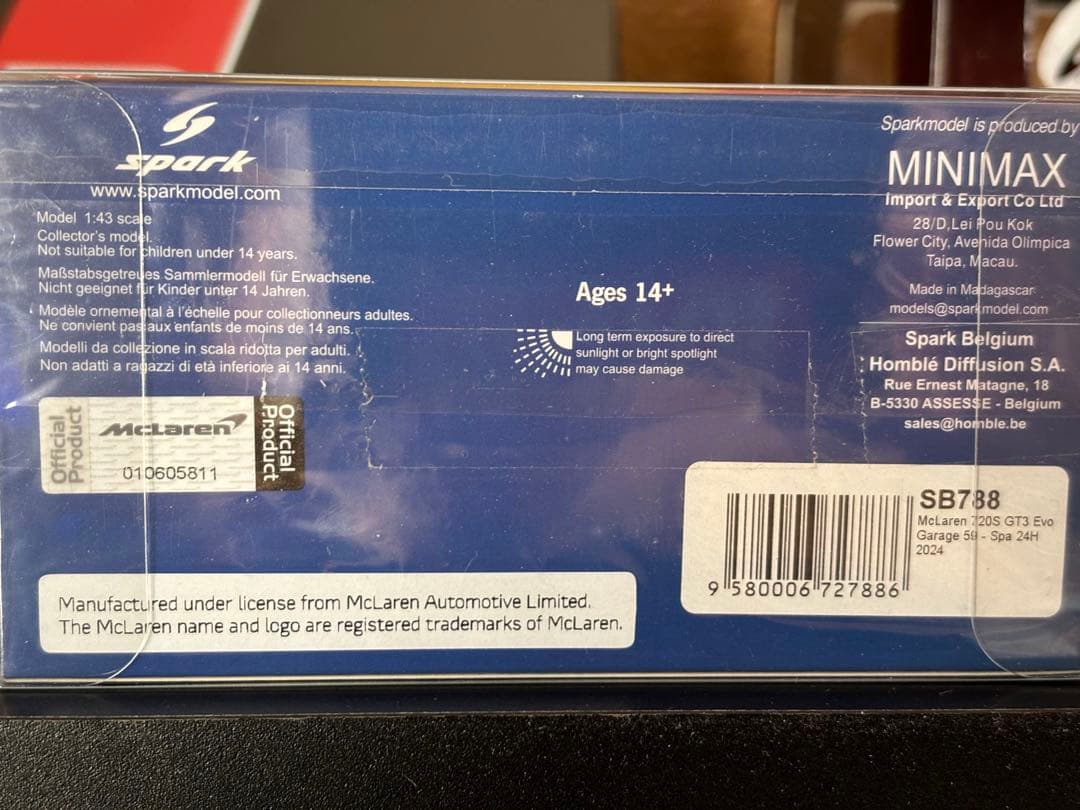 spark
www.sparkmodel.com
Model 1:43 scale
Collector's model.
Not suitable for children under 14 years.
Maßstabsgetreues Sammlermodell für Erwachsene.
Nicht geeignet für Kinder unter 14 Jahren.
Modèle ornemental à l'échelle pour collectionneurs adultes.
Ne convient pas aux enfants de moins de 14 ans.
Modelli da collezione in scala ridotta per adulti.
Non adatti a ragazzi di età inferiore ai 14 anni.
Official
Product
McLaren
010605811
Official
Product
Manufactured under license from McLaren Automotive Limited.
The McLaren name and logo are registered trademarks of McLaren.
Ages 14+
Long term exposure to direct
sunlight or bright spotlight
may cause damage
Sparkmodel is produced by
MINIMAX
Import & Export Co Ltd
28/D,Lei Pou Kok
Flower City, Avenida Olimpica
Taipa, Macau.
Made in Madagascar
models@sparkmodel.com
Spark Belgium
Homblé Diffusion S.A.
Rue Ernest Matagne, 18
B-5330 ASSESSE - Belgium
sales@homble.be
SB788
McLaren 720S GT3 Evo
Garage 59 - Spa 24H
2024
9 580006 727886